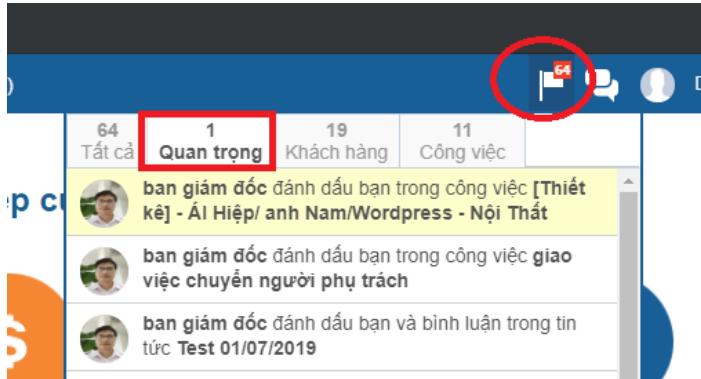 )
64
64 1 19 11
Tất cả Quan trọng Khách hàng Công việc
ép c
ban giám đốc đánh dấu bạn trong công việc [Thiết
kê] - ÁI Hiệp/ anh Nam/Wordpress - Nội Thất
ban giám đốc đánh dấu bạn trong công việc giao
việc chuyển người phụ trách
ban giám đốc đánh dấu bạn và bình luận trong tin
tức Test 01/07/2019
$